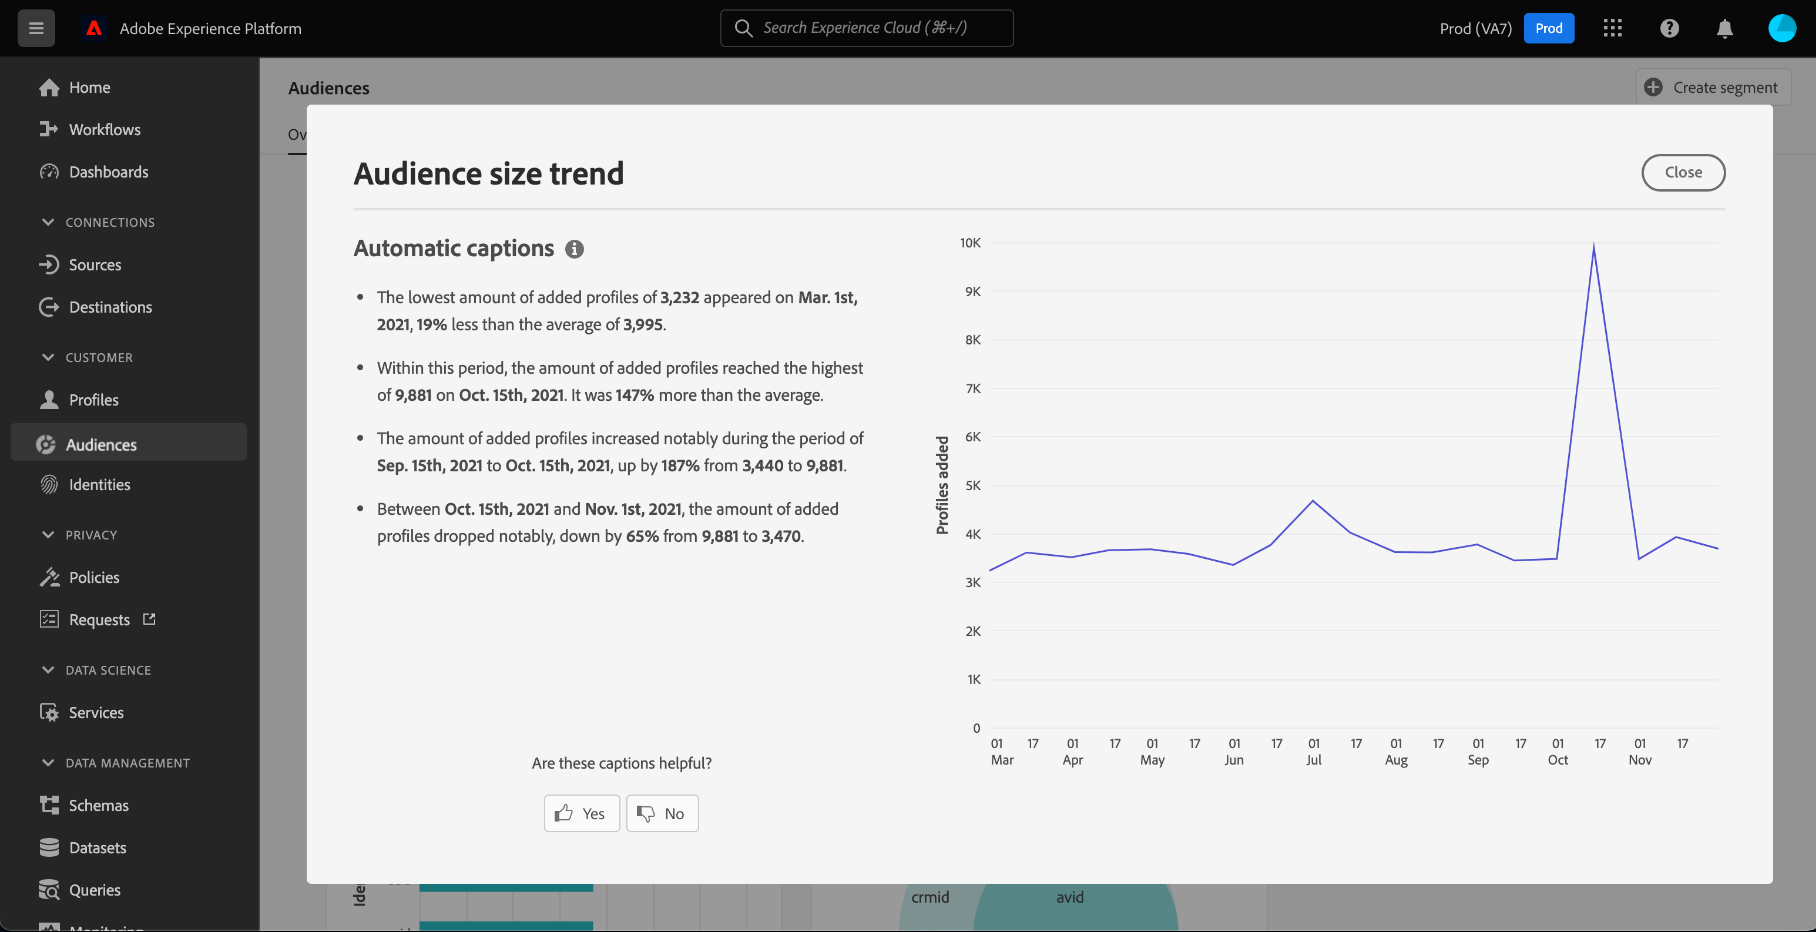 Adobe Experience Platform
Search Experience Cloud (⌘+/)
Prod (VA7)
Prod
Home
Workflows
Dashboards
CONNECTIONS
Sources
Destinations
CUSTOMER
Profiles
Audiences
Identities
PRIVACY
Policies
Requests
DATA SCIENCE
Services
DATA MANAGEMENT
Schemas
Datasets
Queries
Monitoring
Audiences
Create segment
Ov
Audience size trend
Close
Automatic captions
• The lowest amount of added profiles of 3,232 appeared on Mar. 1st,
2021, 19% less than the average of 3,995.
• Within this period, the amount of added profiles reached the highest
of 9,881 on Oct. 15th, 2021. It was 147% more than the average.
• The amount of added profiles increased notably during the period of
Sep. 15th, 2021 to Oct. 15th, 2021, up by 187% from 3,440 to 9,881.
• Between Oct. 15th, 2021 and Nov. 1st, 2021, the amount of added
profiles dropped notably, down by 65% from 9,881 to 3,470.
Are these captions helpful?
Yes
No
Profiles added
10K
9K
8K
7K
6K
5K
4K
3K
2K
1K
0
01 17 01 17 01 17 01 17 01 17 01 17 01 17 01 17 01 17
Mar Apr May Jun Jul Aug Sep Oct Nov
Ide
crmid
avid